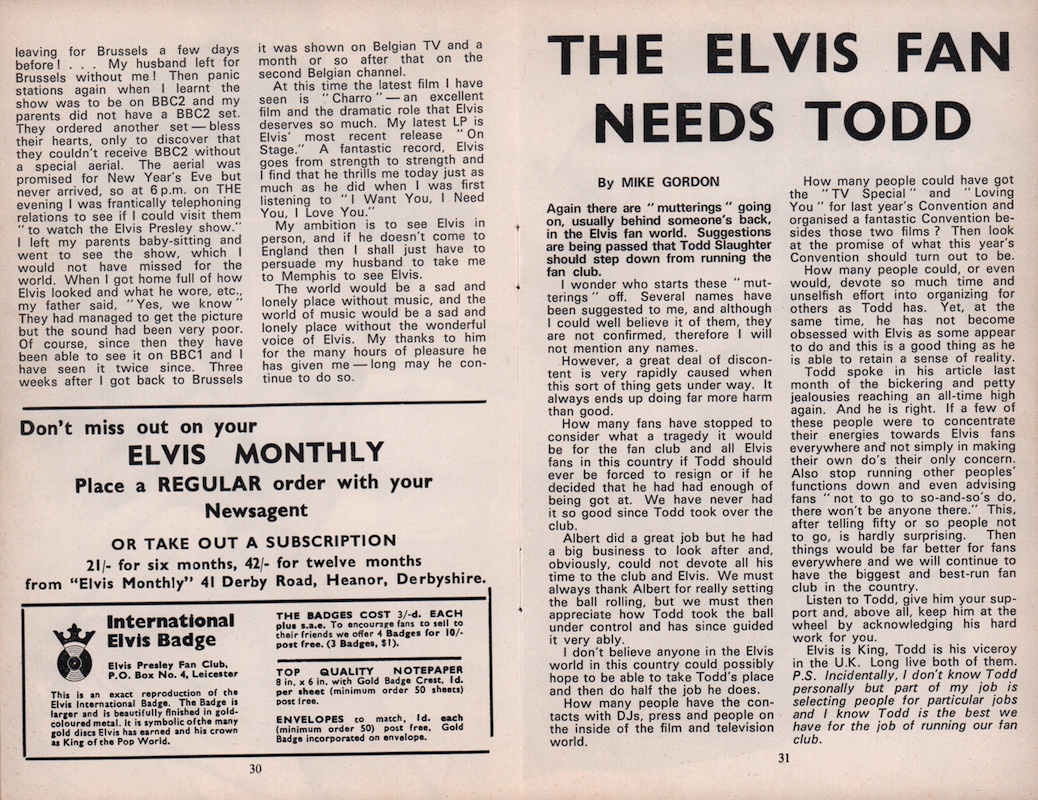 leaving for Brussels a few days
before! . . . My husband left for
Brussels without me! Then panic
stations again when I learnt the
show was to be on BBC2 and my
parents did not have a BBC2 set.
They ordered another set — bless
their hearts, only to discover that
they couldn't receive BBC2 without
a special aerial. The aerial was
promised for New Year's Eve but
never arrived, so at 6 p.m. on THE
evening I was frantically telephoning
relations to see if I could visit them
"to watch the Elvis Presley show."
I left my parents baby-sitting and
went to see the show, which I
would not have missed for the
world. When I got home full of how
Elvis looked and what he wore, etc.,
my father said, "Yes, we know"
They had managed to get the picture
but the sound had been very poor.
Of course, since then they have
been able to see it on BBC1 and I
have seen it twice since. Three
weeks after I got back to Brussels
it was shown on Belgian TV and a
month or so after that on the
second Belgian channel.
At this time the latest film I have
seen is "Charro" — an excellent
film and the dramatic role that Elvis
deserves so much. My latest LP is
Elvis' most recent release "On
Stage." A fantastic record, Elvis
goes from strength to strength and
I find that he thrills me today just as
much as he did when I was first
listening to "I Want You, I Need
You, I Love You."
My ambition is to see Elvis in
person, and if he doesn't come to
England then I shall just have to
persuade my husband to take me
to Memphis to see Elvis.
The world would be a sad and
lonely place without music, and the
world of music would be a sad and
lonely place without the wonderful
voice of Elvis. My thanks to him
for the many hours of pleasure he
has given me — long may he con-
tinue to do so.
Don't miss out on your
ELVIS MONTHLY
Place a REGULAR order with your
Newsagent
OR TAKE OUT A SUBSCRIPTION
21/- for six months, 42/- for twelve months
from "Elvis Monthly" 41 Derby Road, Heanor, Derbyshire.
International
Elvis Badge
Elvis Presley Fan Club,
P.O. Box No. 4, Leicester
This is an exact reproduction of the
Elvis International Badge. The Badge is
larger and is beautifully finished in gold-
coloured metal. It is symbolic of the many
gold discs Elvis has earned and his crown
as King of the Pop World.
THE BADGES COST 3/-d. EACH
plus s.a.e. To encourage fans to sell to
their friends we offer 4 Badges for 10/-
post free. (3 Badges, $1).
TOP QUALITY NOTEPAPER
8 in. x 6 in. with Gold Badge Crest, 1d.
per sheet (minimum order 50 sheets)
post free.
ENVELOPES to match, 1d. each
(minimum order 50) post free. Gold
Badge incorporated on envelope.
30
THE ELVIS FAN
NEEDS TODD
By MIKE GORDON
Again there are "mutterings" going
on, usually behind someone's back,
in the Elvis fan world. Suggestions
are being passed that Todd Slaughter
should step down from running the
fan club.
I wonder who starts these "mut-
terings" off. Several names have
been suggested to me, and although
I could well believe it of them, they
are not confirmed, therefore I will
not mention any names.
However, a great deal of discon-
tent is very rapidly caused when
this sort of thing gets under way. It
always ends up doing far more harm
than good.
How many fans have stopped to
consider what a tragedy it would
be for the fan club and all Elvis
fans in this country if Todd should
ever be forced to resign or if he
decided that he had had enough of
being got at. We have never had
it so good since Todd took over the
club.
Albert did a great job but he had
a big business to look after and,
obviously, could not devote all his
time to the club and Elvis. We must
always thank Albert for really setting
the ball rolling, but we must then
appreciate how Todd took the ball
under control and has since guided
it very ably.
I don't believe anyone in the Elvis
world in this country could possibly
hope to be able to take Todd's place
and then do half the job he does.
How many people have the con-
tacts with DJs, press and people on
the inside of the film and television
world.
How many people could have got
the "TV Special" and "Loving
You" for last year's Convention and
organised a fantastic Convention be-
sides those two films? Then look
at the promise of what this year's
Convention should turn out to be.
How many people could, or even
would, devote so much time and
unselfish effort into organizing for
others as Todd has. Yet, at the
same time, he has not become
obsessed with Elvis as some appear
to do and this is a good thing as he
is able to retain a sense of reality.
Todd spoke in his article last
month of the bickering and petty
jealousies reaching an all-time high
again. And he is right. If a few of
these people were to concentrate
their energies towards Elvis fans
everywhere and not simply in making
their own do's their only concern.
Also stop running other peoples'
functions down and even advising
fans "not to go to so-and-so's do,
there won't be anyone there." This,
after telling fifty or so people not
to go, is hardly surprising. Then
things would be far better for fans
everywhere and we will continue to
have the biggest and best-run fan
club in the country.
Listen to Todd, give him your sup-
port and, above all, keep him at the
wheel by acknowledging his hard
work for you.
Elvis is King, Todd is his viceroy
in the U.K. Long live both of them.
P.S. Incidentally, I don't know Todd
personally but part of my job is
selecting people for particular jobs
and I know Todd is the best we
have for the job of running our fan
club.
31